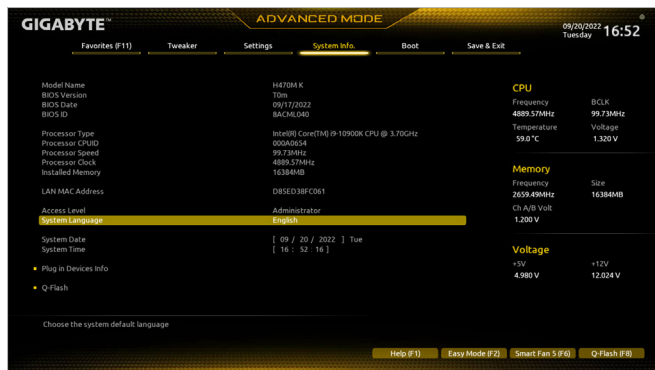 GIGABYTE™
ADVANCED MODE
09/20/2022 Tuesday 16:52
Favorites (F11) Tweaker Settings System Info. Boot Save & Exit
Model Name H470M K
BIOS Version T0m
BIOS Date 09/17/2022
BIOS ID 8ACML040
Processor Type Intel(R) Core(TM) i9-10900K CPU @ 3.70GHz
Processor CPUID 000A0654
Processor Speed 99.73MHz
Processor Clock 4889.57MHz
Installed Memory 16384MB
LAN MAC Address D85ED38FC061
Access Level Administrator
System Language English
System Date [ 09 / 20 / 2022 ] Tue
System Time [ 16 : 52 : 16 ]
Plug in Devices Info
Q-Flash
CPU
Frequency BCLK
4889.57MHz 99.73MHz
Temperature Voltage
59.0 °C 1.320 V
Memory
Frequency Size
2659.49MHz 16384MB
Ch A/B Volt
1.200 V
Voltage
+5V +12V
4.980 V 12.024 V
Choose the system default language
Help (F1) Easy Mode (F2) Smart Fan 5 (F6) Q-Flash (F8)